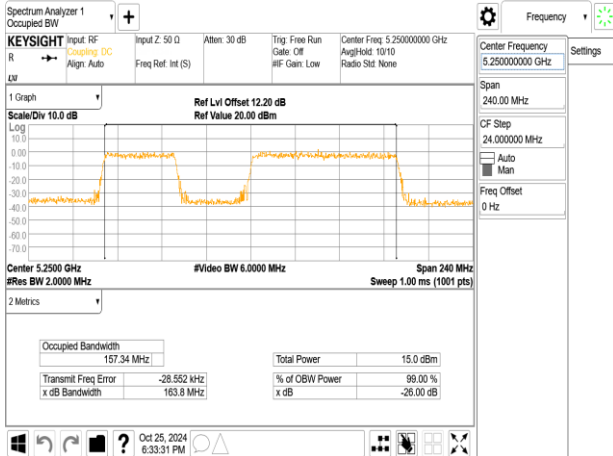 Spectrum Analyzer 1
Occupied BW
Frequency
KEYSIGHT
R
LXI
Input: RF
Coupling: DC
Align: Auto
Input Z: 50 Ω
Freq Ref: Int (S)
Atten: 30 dB
Trig: Free Run
Gate: Off
#IF Gain: Low
Center Freq: 5.250000000 GHz
Avg|Hold: 10/10
Radio Std: None
Center Frequency
5.250000000 GHz
Settings
Span
240.00 MHz
CF Step
24.000000 MHz
Auto
Man
Freq Offset
0 Hz
1 Graph
Scale/Div 10.0 dB
Ref Lvl Offset 12.20 dB
Ref Value 20.00 dBm
Log
10.0
0.00
-10.0
-20.0
-30.0
-40.0
-50.0
-60.0
-70.0
Center 5.2500 GHz
#Video BW 6.0000 MHz
Span 240 MHz
#Res BW 2.0000 MHz
Sweep 1.00 ms (1001 pts)
2 Metrics
Occupied Bandwidth
157.34 MHz
Total Power 15.0 dBm
Transmit Freq Error -28.552 kHz
% of OBW Power 99.00 %
x dB Bandwidth 163.8 MHz
x dB -26.00 dB
?
Oct 25, 2024
6:33:31 PM